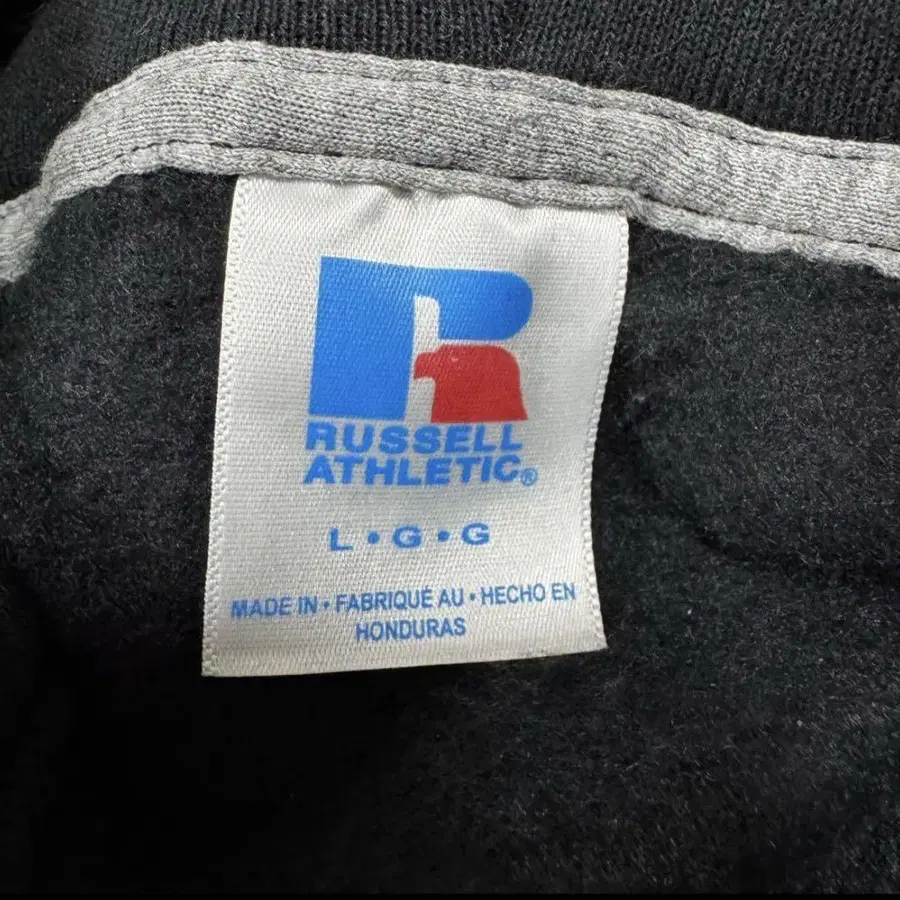 RUSSELL
ATHLETIC®
L•G•G
MADE IN • FABRIQUÉ AU • HECHO EN
HONDURAS